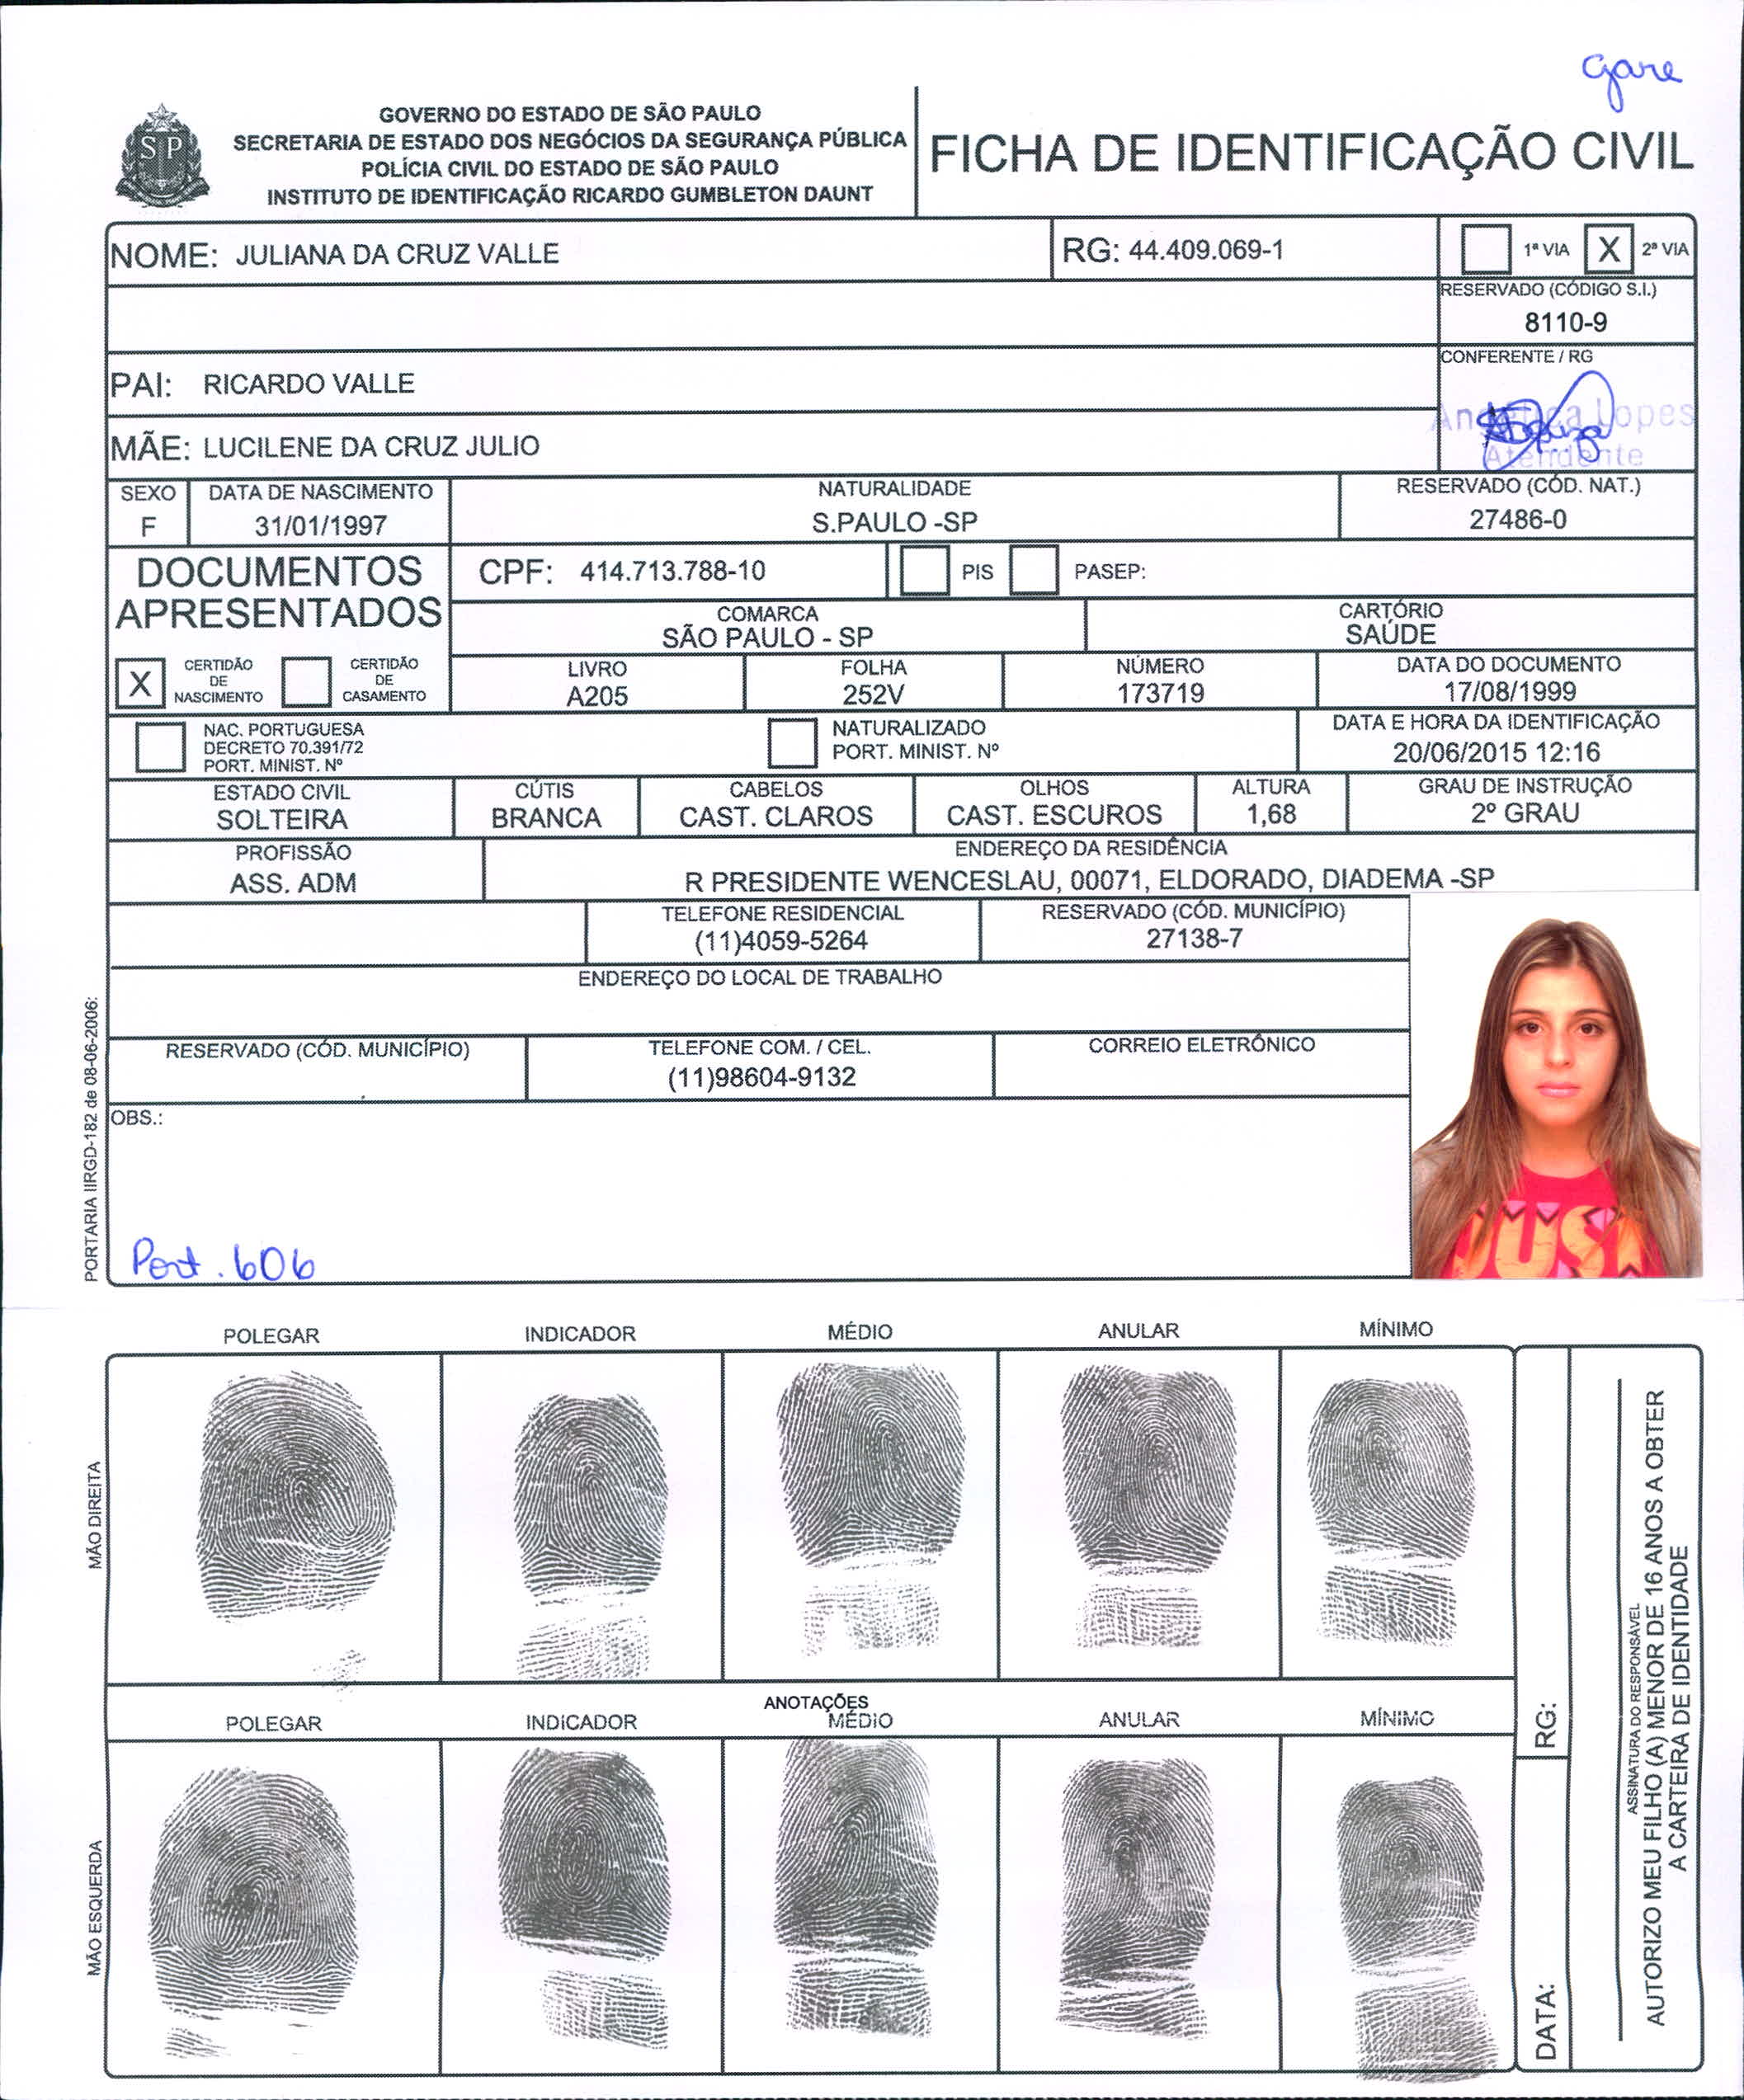 Gare
GOVERNO DO ESTADO DE SÃO PAULO
SECRETARIA DE ESTADO DOS NEGÓCIOS DA SEGURANÇA PÚBLICA
POLÍCIA CIVIL DO ESTADO DE SÃO PAULO
INSTITUTO DE IDENTIFICAÇÃO RICARDO GUMBLETON DAUNT
SP
FICHA DE IDENTIFICAÇÃO CIVIL
NOME: JULIANA DA CRUZ VALLE
RG: 44.409.069-1
1ª VIA X 2ª VIA
RESERVADO (CÓDIGO S.I.)
8110-9
PAI: RICARDO VALLE
CONFERENTE / RG
Angélica Lopes
Atendente
MÃE: LUCILENE DA CRUZ JULIO
SEXO
F
DATA DE NASCIMENTO
31/01/1997
NATURALIDADE
S.PAULO -SP
RESERVADO (CÓD. NAT.)
27486-0
DOCUMENTOS
APRESENTADOS
CPF: 414.713.788-10
PIS
PASEP:
COMARCA
SÃO PAULO - SP
CARTÓRIO
SAÚDE
X
CERTIDÃO
DE
NASCIMENTO
CERTIDÃO
DE
CASAMENTO
LIVRO
A205
FOLHA
252V
NÚMERO
173719
DATA DO DOCUMENTO
17/08/1999
NAC. PORTUGUESA
DECRETO 70.391/72
PORT. MINIST. Nº
NATURALIZADO
PORT. MINIST. Nº
DATA E HORA DA IDENTIFICAÇÃO
20/06/2015 12:16
ESTADO CIVIL
SOLTEIRA
CÚTIS
BRANCA
CABELOS
CAST. CLAROS
OLHOS
CAST. ESCUROS
ALTURA
1,68
GRAU DE INSTRUÇÃO
2º GRAU
PROFISSÃO
ASS. ADM
ENDEREÇO DA RESIDÊNCIA
R PRESIDENTE WENCESLAU, 00071, ELDORADO, DIADEMA -SP
TELEFONE RESIDENCIAL
(11)4059-5264
RESERVADO (CÓD. MUNICÍPIO)
27138-7
ENDEREÇO DO LOCAL DE TRABALHO
RESERVADO (CÓD. MUNICÍPIO)
TELEFONE COM. / CEL.
(11)98604-9132
CORREIO ELETRÔNICO
OBS.:
Port. 606
PORTARIA IIRGD-182 de 08-06-2006:
POLEGAR
INDICADOR
MÉDIO
ANULAR
MÍNIMO
MÃO DIREITA
ANOTAÇÕES
POLEGAR
INDICADOR
MÉDIO
ANULAR
MÍNIMO
MÃO ESQUERDA
RG:
DATA:
ASSINATURA DO RESPONSÁVEL
AUTORIZO MEU FILHO (A) MENOR DE 16 ANOS A OBTER
A CARTEIRA DE IDENTIDADE